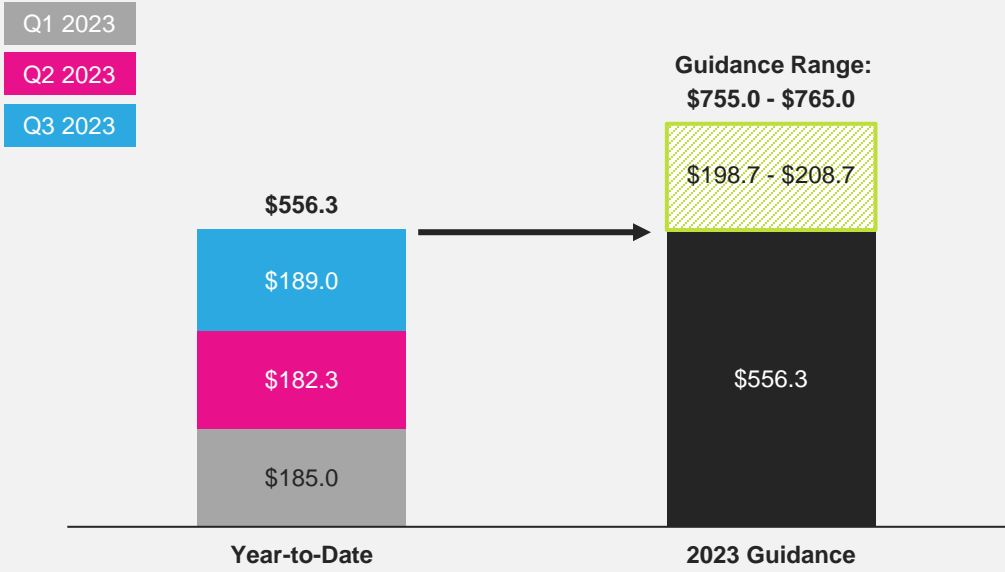 Q1 2023
Q2 2023
Q3 2023
$556.3
$189.0
$182.3
$185.0
Year-to-Date
Guidance Range:
$755.0 - $765.0
$198.7 - $208.7
$556.3
2023 Guidance